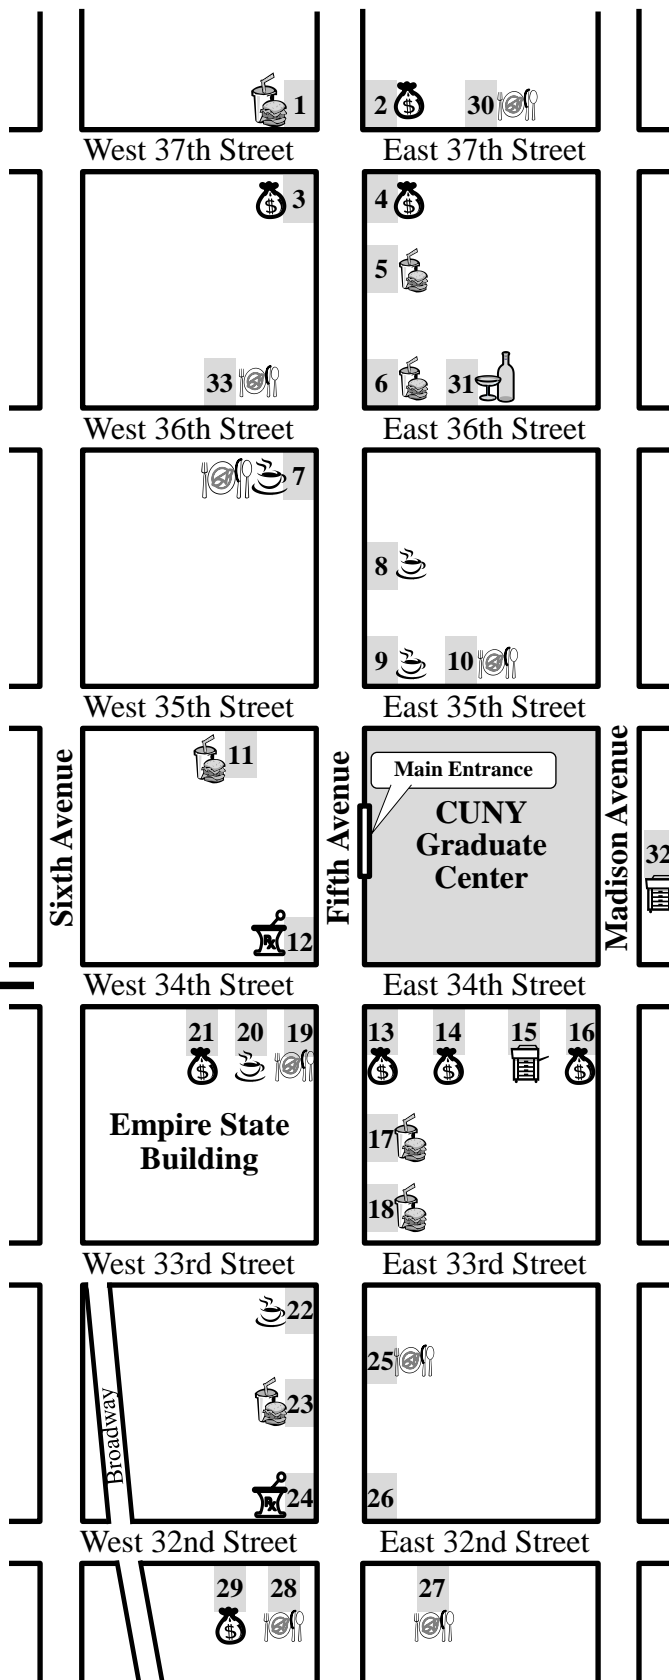 1
2 $
30
West 37th Street
East 37th Street
$ 3
4 $
5
33
6
31
West 36th Street
East 36th Street
7
8
9
10
West 35th Street
East 35th Street
Sixth Avenue
11
Fifth Avenue
Main Entrance
CUNY
Graduate
Center
Madison Avenue
32
Rx 12
West 34th Street
East 34th Street
21
20
19
13
14
15
16
$
$
$
$
Empire State
Building
17
18
West 33rd Street
East 33rd Street
Broadway
22
23
Rx 24
25
26
West 32nd Street
East 32nd Street
29
28
27
$